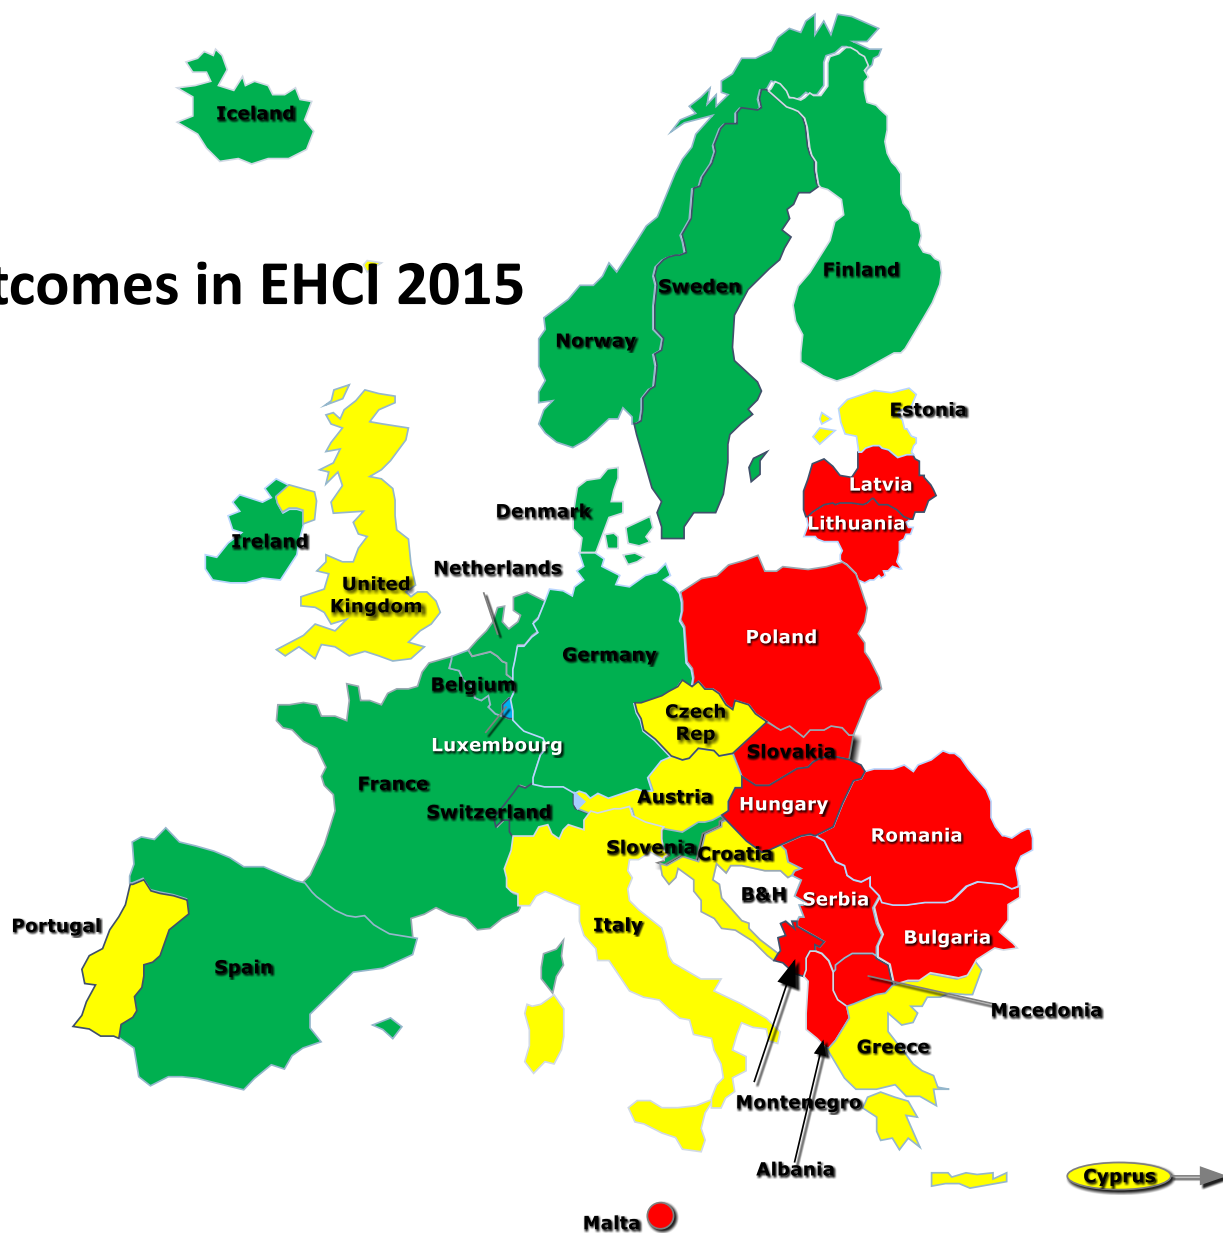 Iceland
tcomes in EHCI 2015
Finland
Sweden
Norway
Estonia
Latvia
Denmark
Lithuania
Ireland
Netherlands
United
Kingdom
Poland
Germany
Belgium
Czech
Rep
Luxembourg
Slovakia
France
Austria
Hungary
Switzerland
Romania
Slovenia
Croatia
B&H
Serbia
Portugal
Italy
Bulgaria
Spain
Macedonia
Greece
Montenegro
Albania
Cyprus
Malta